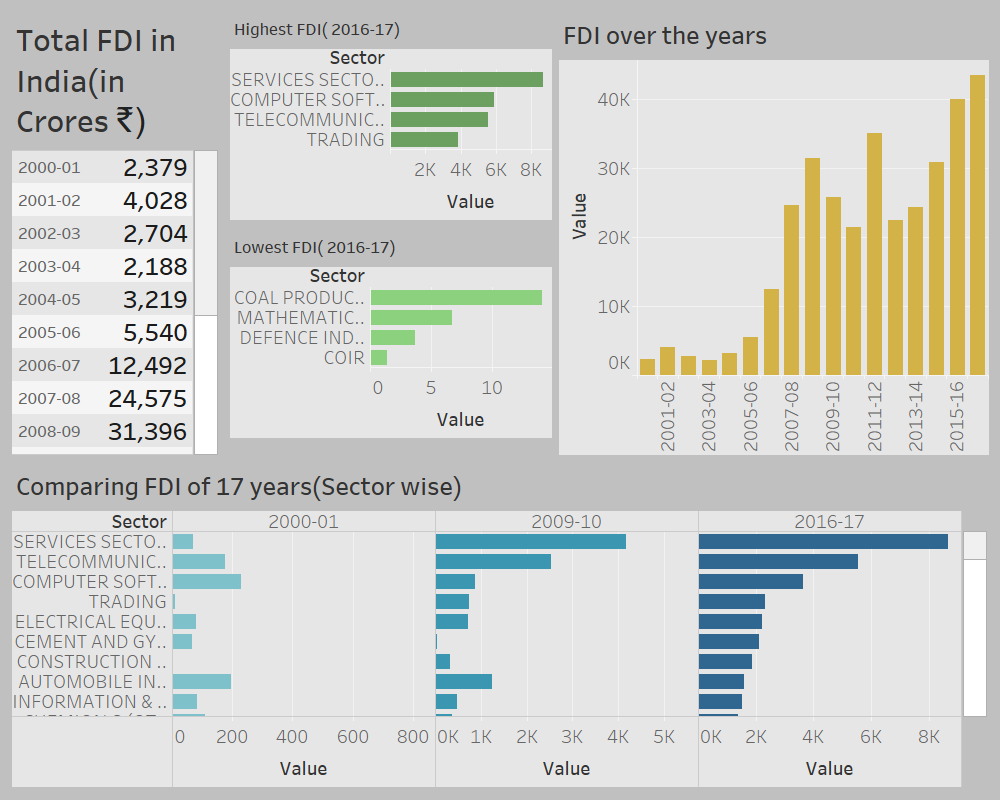 Total FDI in
India(in
Crores ₹)
2000-01 2,379
2001-02 4,028
2002-03 2,704
2003-04 2,188
2004-05 3,219
2005-06 5,540
2006-07 12,492
2007-08 24,575
2008-09 31,396
Highest FDI( 2016-17)
Sector
SERVICES SECTO..
COMPUTER SOFT..
TELECOMMUNIC..
TRADING
2K 4K 6K 8K
Value
Lowest FDI( 2016-17)
Sector
COAL PRODUC..
MATHEMATIC..
DEFENCE IND..
COIR
0 5 10
Value
FDI over the years
Value
40K
30K
20K
10K
0K
2001-02 2003-04 2005-06 2007-08 2009-10 2011-12 2013-14 2015-16
Comparing FDI of 17 years(Sector wise)
Sector 2000-01 2009-10 2016-17
SERVICES SECTO..
TELECOMMUNIC..
COMPUTER SOFT..
TRADING
ELECTRICAL EQU..
CEMENT AND GY..
CONSTRUCTION ..
AUTOMOBILE IN..
INFORMATION & ..
0 200 400 600 800 0K 1K 2K 3K 4K 5K 0K 2K 4K 6K 8K
Value Value Value